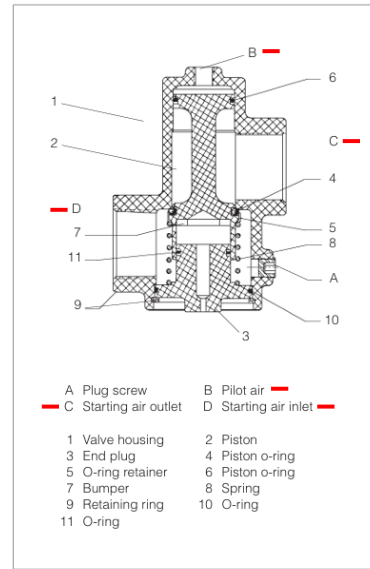 B
6
1
2
C
4
D
5
7
8
11
A
9
10
3
A Plug screw B Pilot air
C Starting air outlet D Starting air inlet
1 Valve housing 2 Piston
3 End plug 4 Piston o-ring
5 O-ring retainer 6 Piston o-ring
7 Bumper 8 Spring
9 Retaining ring 10 O-ring
11 O-ring